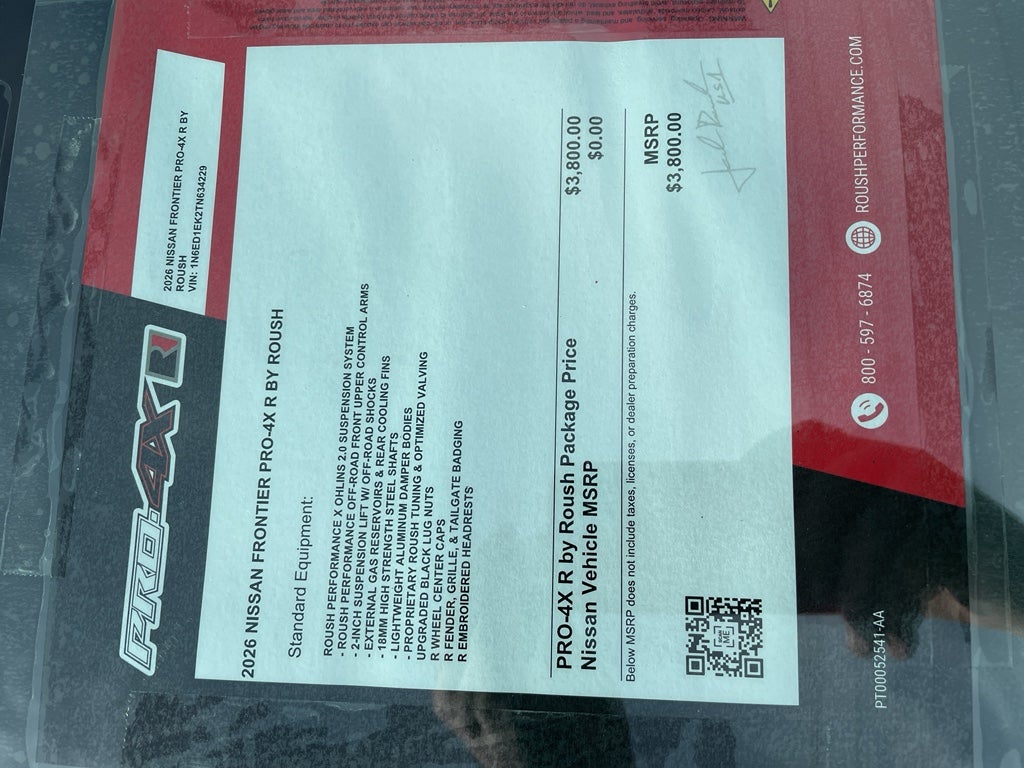 PRO-4X R
2026 NISSAN FRONTIER PRO-4X R BY
ROUSH
VIN: 1N6ED1EK2TN634229
2026 NISSAN FRONTIER PRO-4X R BY ROUSH
Standard Equipment:
ROUSH PERFORMANCE X OHLINS 2.0 SUSPENSION SYSTEM
- ROUSH PERFORMANCE OFF-ROAD FRONT UPPER CONTROL ARMS
- 2-INCH SUSPENSION LIFT W/ OFF-ROAD SHOCKS
- EXTERNAL GAS RESERVOIRS & REAR COOLING FINS
- 18MM HIGH STRENGTH STEEL SHAFTS
- LIGHTWEIGHT ALUMINUM DAMPER BODIES
- PROPRIETARY ROUSH TUNING & OPTIMIZED VALVING
UPGRADED BLACK LUG NUTS
R WHEEL CENTER CAPS
R FENDER, GRILLE, & TAILGATE BADGING
R EMBROIDERED HEADRESTS
PRO-4X R by Roush Package Price $3,800.00
Nissan Vehicle MSRP $0.00
Below MSRP does not include taxes, licenses, or dealer preparation charges.
MSRP
$3,800.00
PT00052541-AA
800 - 597 - 6874
ROUSHPERFORMANCE.COM